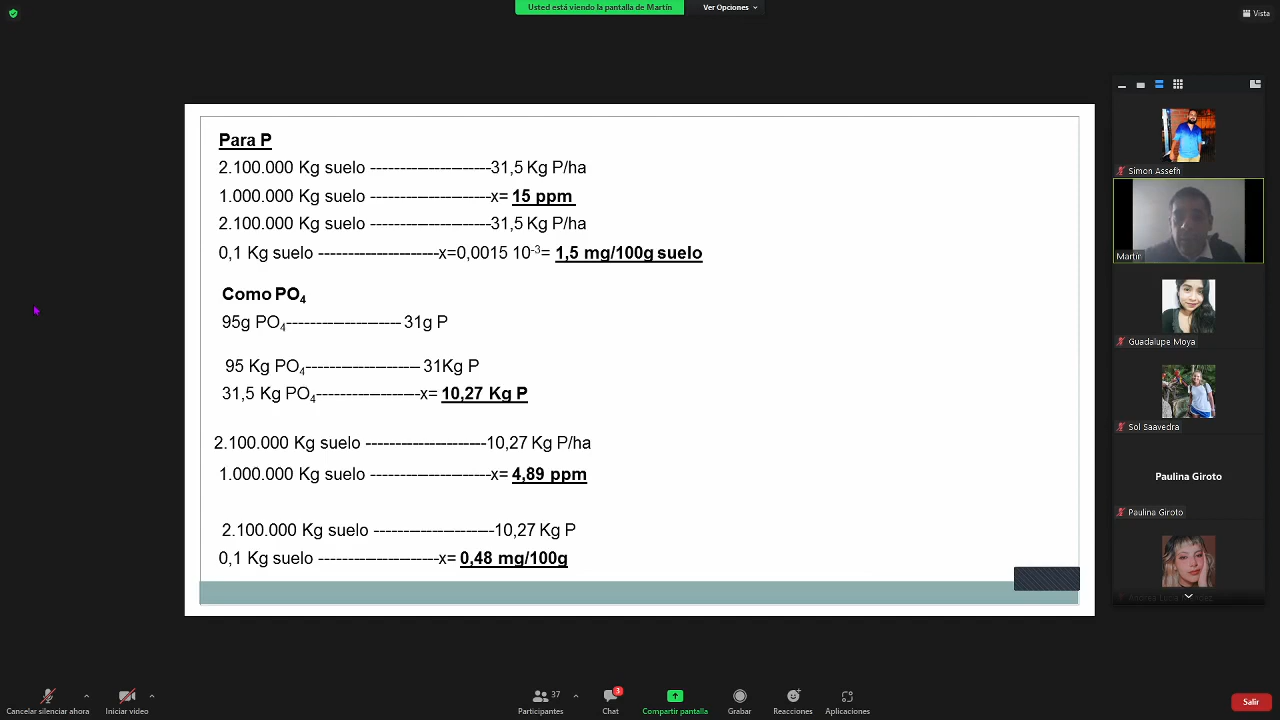 Usted está viendo la pantalla de Martín
Ver Opciones
Vista
Para P
2.100.000 Kg suelo ----------------------31,5 Kg P/ha
1.000.000 Kg suelo ----------------------x= 15 ppm
2.100.000 Kg suelo ----------------------31,5 Kg P/ha
0,1 Kg suelo ----------------------x=0,0015 10-3= 1,5 mg/100g suelo
Como PO4
95g PO4--------------------- 31g P
95 Kg PO4--------------------- 31Kg P
31,5 Kg PO4-------------------x= 10,27 Kg P
2.100.000 Kg suelo ----------------------10,27 Kg P/ha
1.000.000 Kg suelo ----------------------x= 4,89 ppm
2.100.000 Kg suelo ----------------------10,27 Kg P
0,1 Kg suelo ----------------------x= 0,48 mg/100g
Simon Assefh
Martín
Guadalupe Moya
Sol Saavedra
Paulina Giroto
Paulina Giroto
Cancelar silenciar ahora
Iniciar video
37
Participantes
3
Chat
Compartir pantalla
Grabar
Reacciones
Aplicaciones
Salir